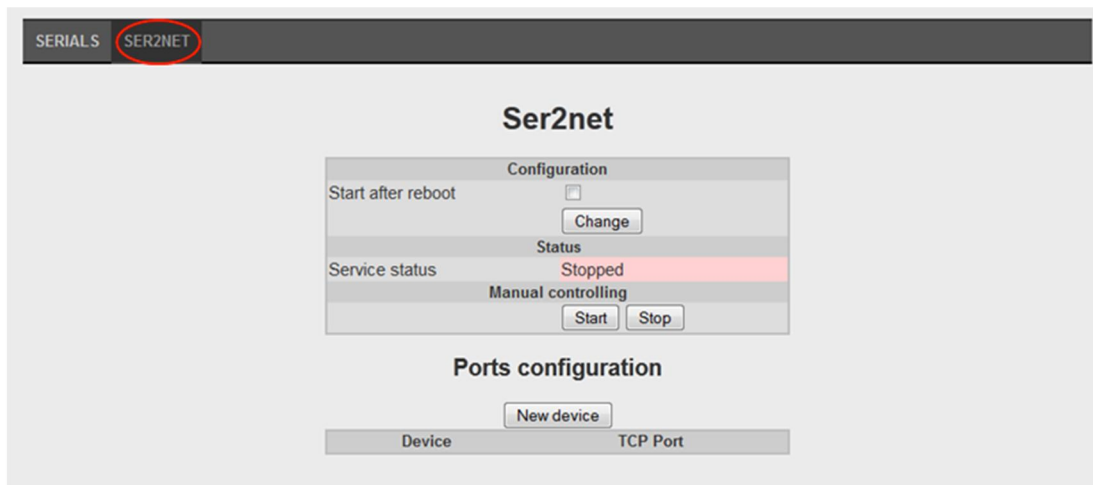 SERIALS SER2NET
Ser2net
Configuration
Start after reboot
Change
Status
Service status Stopped
Manual controlling
Start Stop
Ports configuration
New device
Device TCP Port